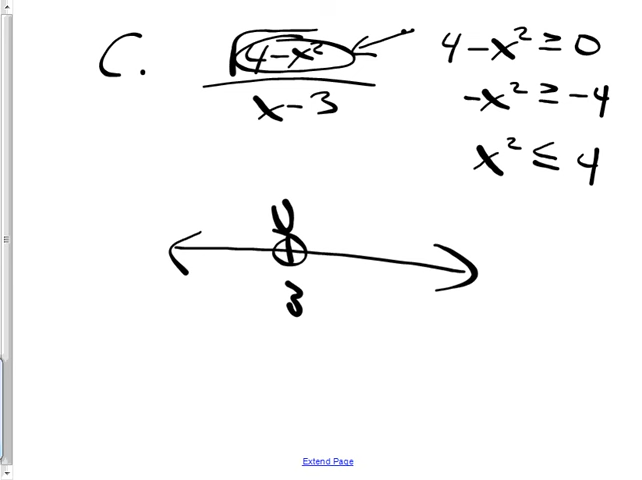 C. √(4-x²) 4-x² ≥ 0
x-3 -x² ≥ -4
x² ≤ 4
3
Extend Page